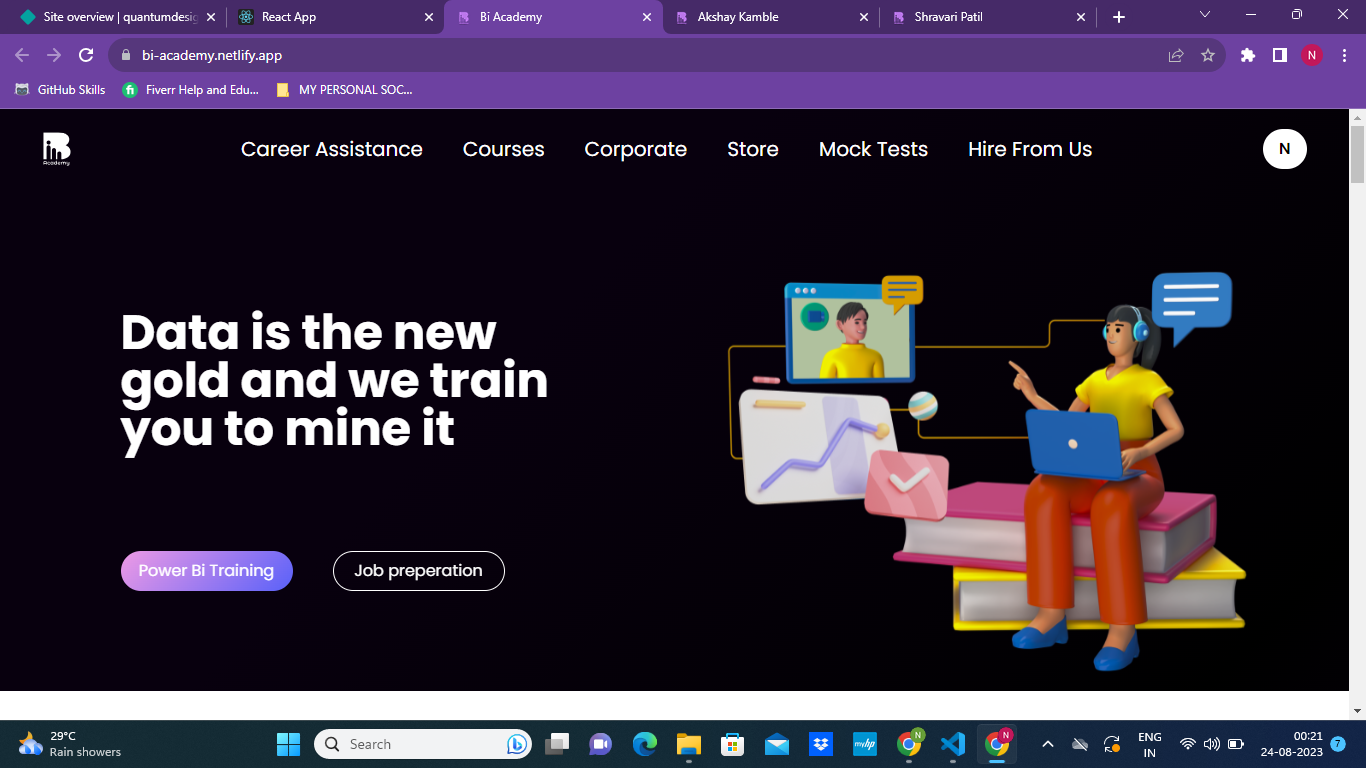 Site overview | quantumdesig
React App
Bi Academy
Akshay Kamble
Shravari Patil
bi-academy.netlify.app
N
GitHub Skills
Fiverr Help and Edu...
MY PERSONAL SOC...
B
Academy
Career Assistance
Courses
Corporate
Store
Mock Tests
Hire From Us
N
Data is the new
gold and we train
you to mine it
Power Bi Training
Job preperation
29°C
Rain showers
Search
myhp
N
N
ENG
IN
00:21
24-08-2023
7